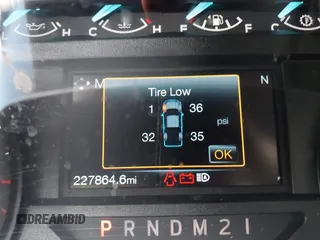 L H C H E F C
M Tire Low N
1 36
psi
32 35
OK
227864.6mi
PRNDM21
DREAMBID